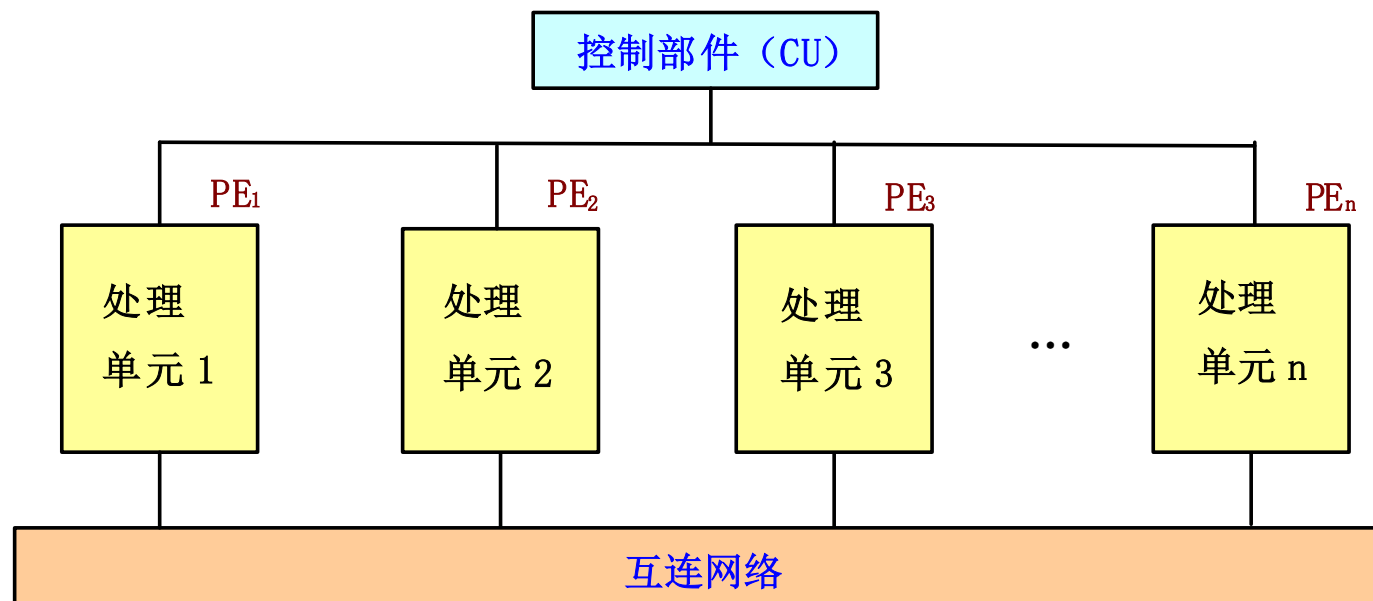 控制部件（CU）
PE₁
PE₂
PE₃
PEₙ
处理
单元1
处理
单元2
处理
单元3
…
处理
单元n
互连网络